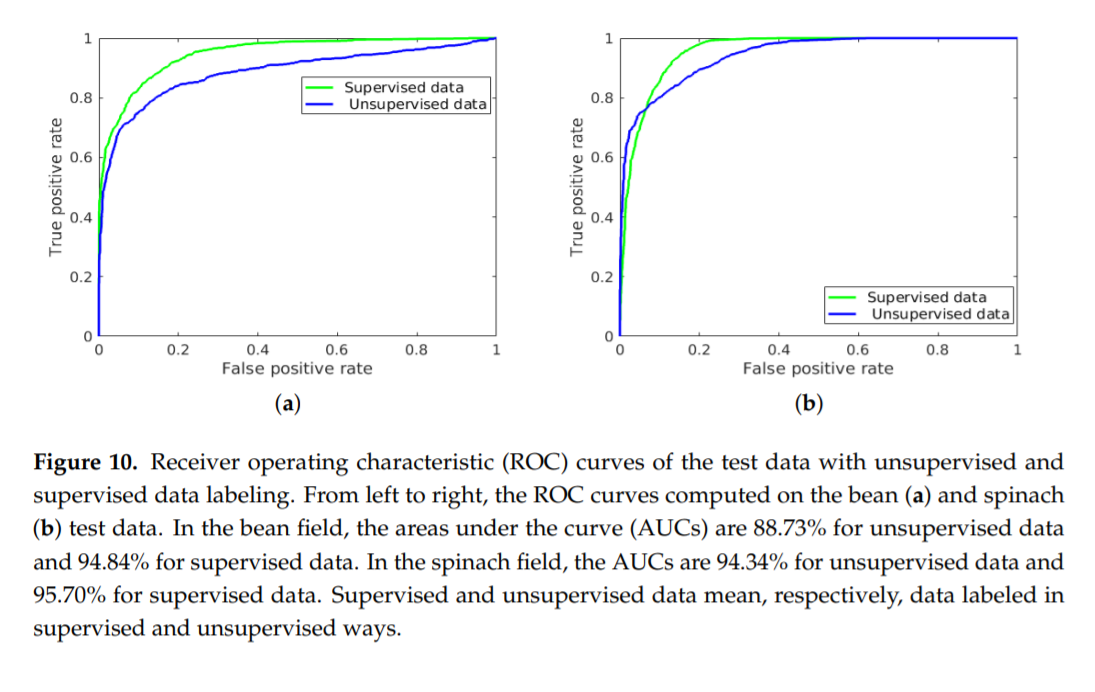 1
0.8
0.6
0.4
0.2
0
0 0.2 0.4 0.6 0.8 1
True positive rate
False positive rate
Supervised data
Unsupervised data
(a)
1
0.8
0.6
0.4
0.2
0
0 0.2 0.4 0.6 0.8 1
True positive rate
False positive rate
Supervised data
Unsupervised data
(b)
Figure 10. Receiver operating characteristic (ROC) curves of the test data with unsupervised and
supervised data labeling. From left to right, the ROC curves computed on the bean (a) and spinach
(b) test data. In the bean field, the areas under the curve (AUCs) are 88.73% for unsupervised data
and 94.84% for supervised data. In the spinach field, the AUCs are 94.34% for unsupervised data and
95.70% for supervised data. Supervised and unsupervised data mean, respectively, data labeled in
supervised and unsupervised ways.